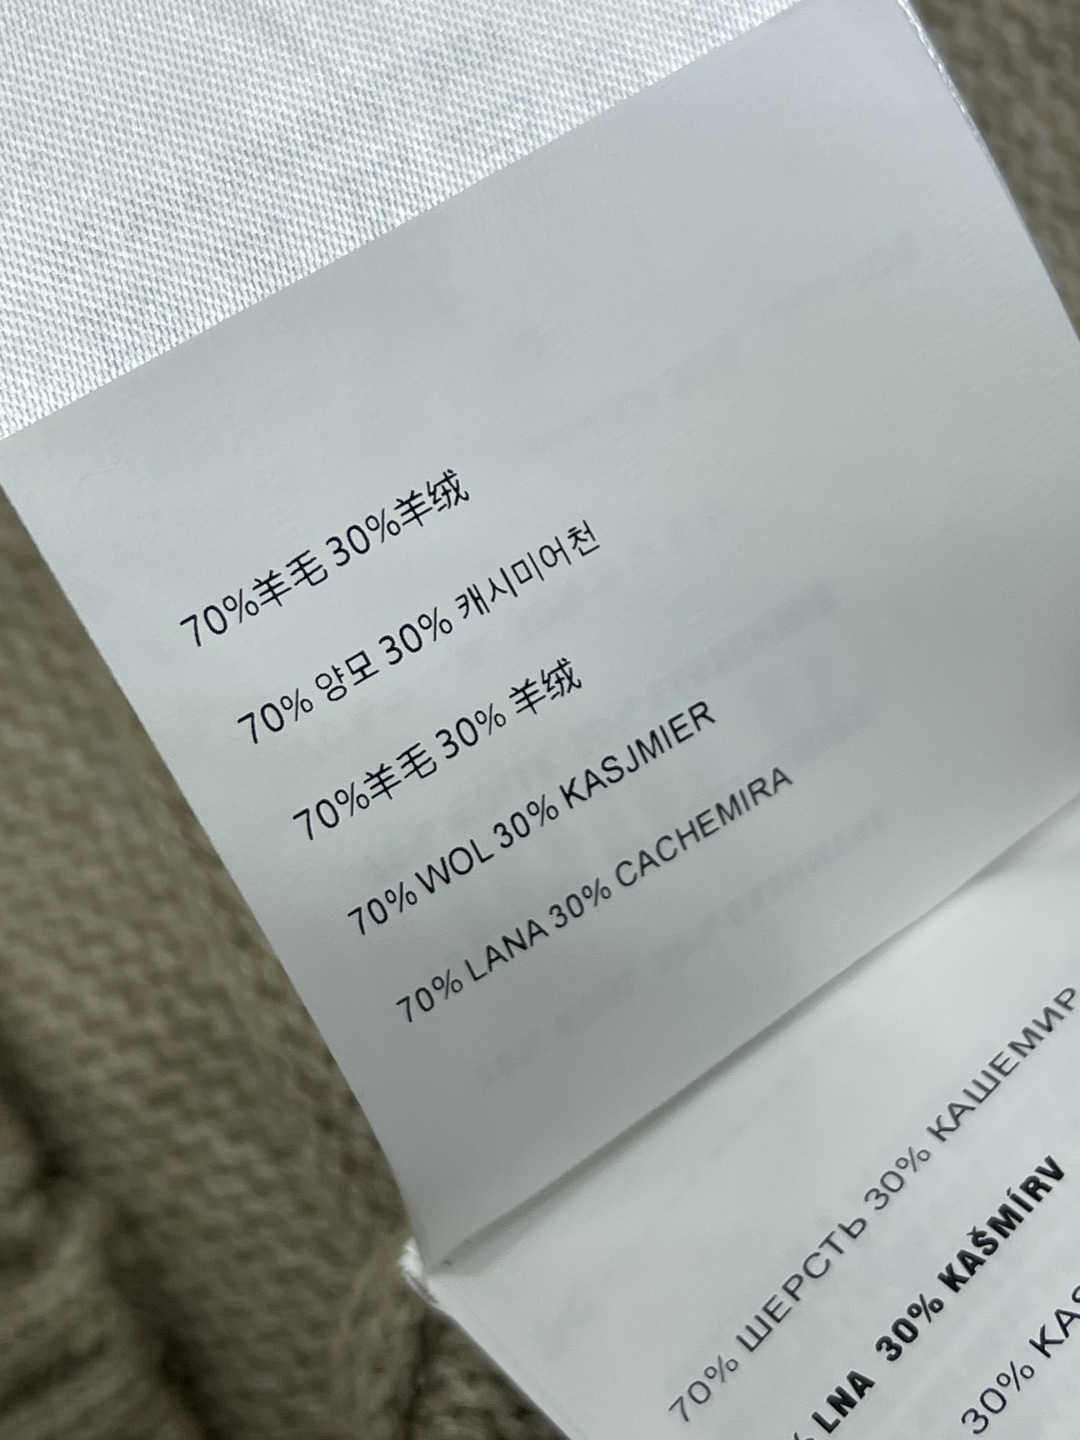 70%羊毛 30%羊绒
70% 양모 30% 캐시미어천
70%羊毛 30% 羊绒
70% WOL 30% KASJMIER
70% LANA 30% CACHEMIRA
70% ШЕРСТЬ 30% КАШЕМИР
% LNA 30% KAŠMÍRV
30%